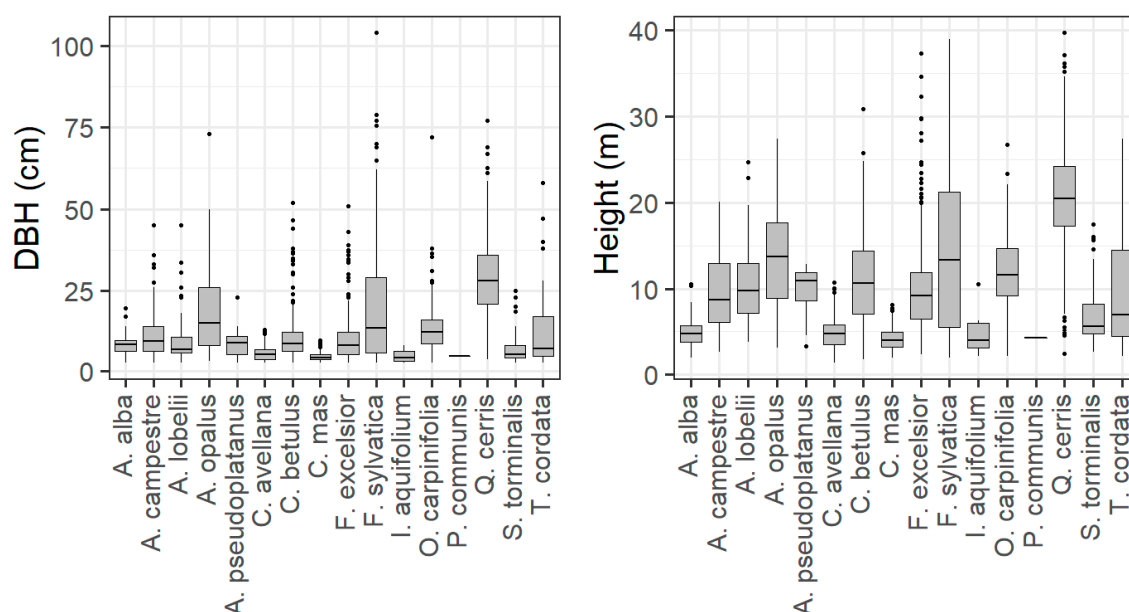 DBH (cm)
100
75
50
25
0
A. alba
A. campestre
A. lobelii
A. opalus
A. pseudoplatanus
C. avellana
C. betulus
C. mas
F. excelsior
F. sylvatica
I. aquifolium
O. carpinifolia
P. communis
Q. cerris
S. torminalis
T. cordata
Height (m)
40
30
20
10
0
A. alba
A. campestre
A. lobelii
A. opalus
A. pseudoplatanus
C. avellana
C. betulus
C. mas
F. excelsior
F. sylvatica
I. aquifolium
O. carpinifolia
P. communis
Q. cerris
S. torminalis
T. cordata